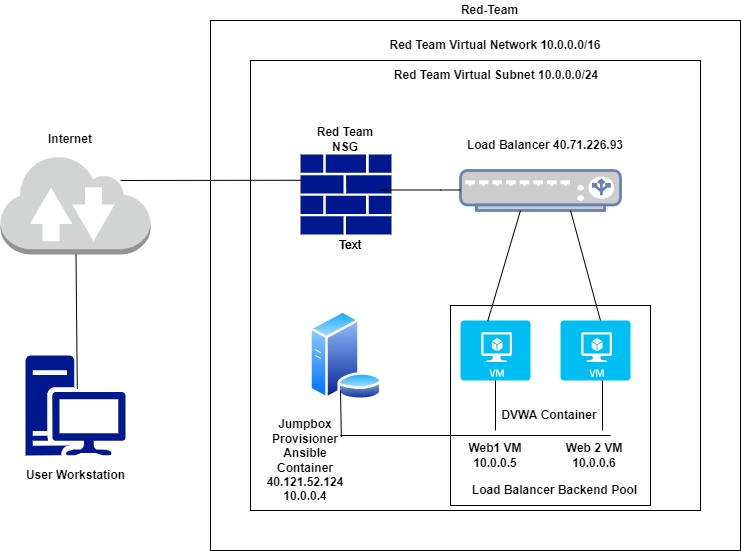 Red-Team
Red Team Virtual Network 10.0.0.0/16
Red Team Virtual Subnet 10.0.0.0/24
Internet
Red Team
NSG
Load Balancer 40.71.226.93
Text
VM
VM
DVWA Container
Jumpbox
Provisioner
Ansible
Container
40.121.52.124
10.0.0.4
Web1 VM
10.0.0.5
Web 2 VM
10.0.0.6
User Workstation
Load Balancer Backend Pool